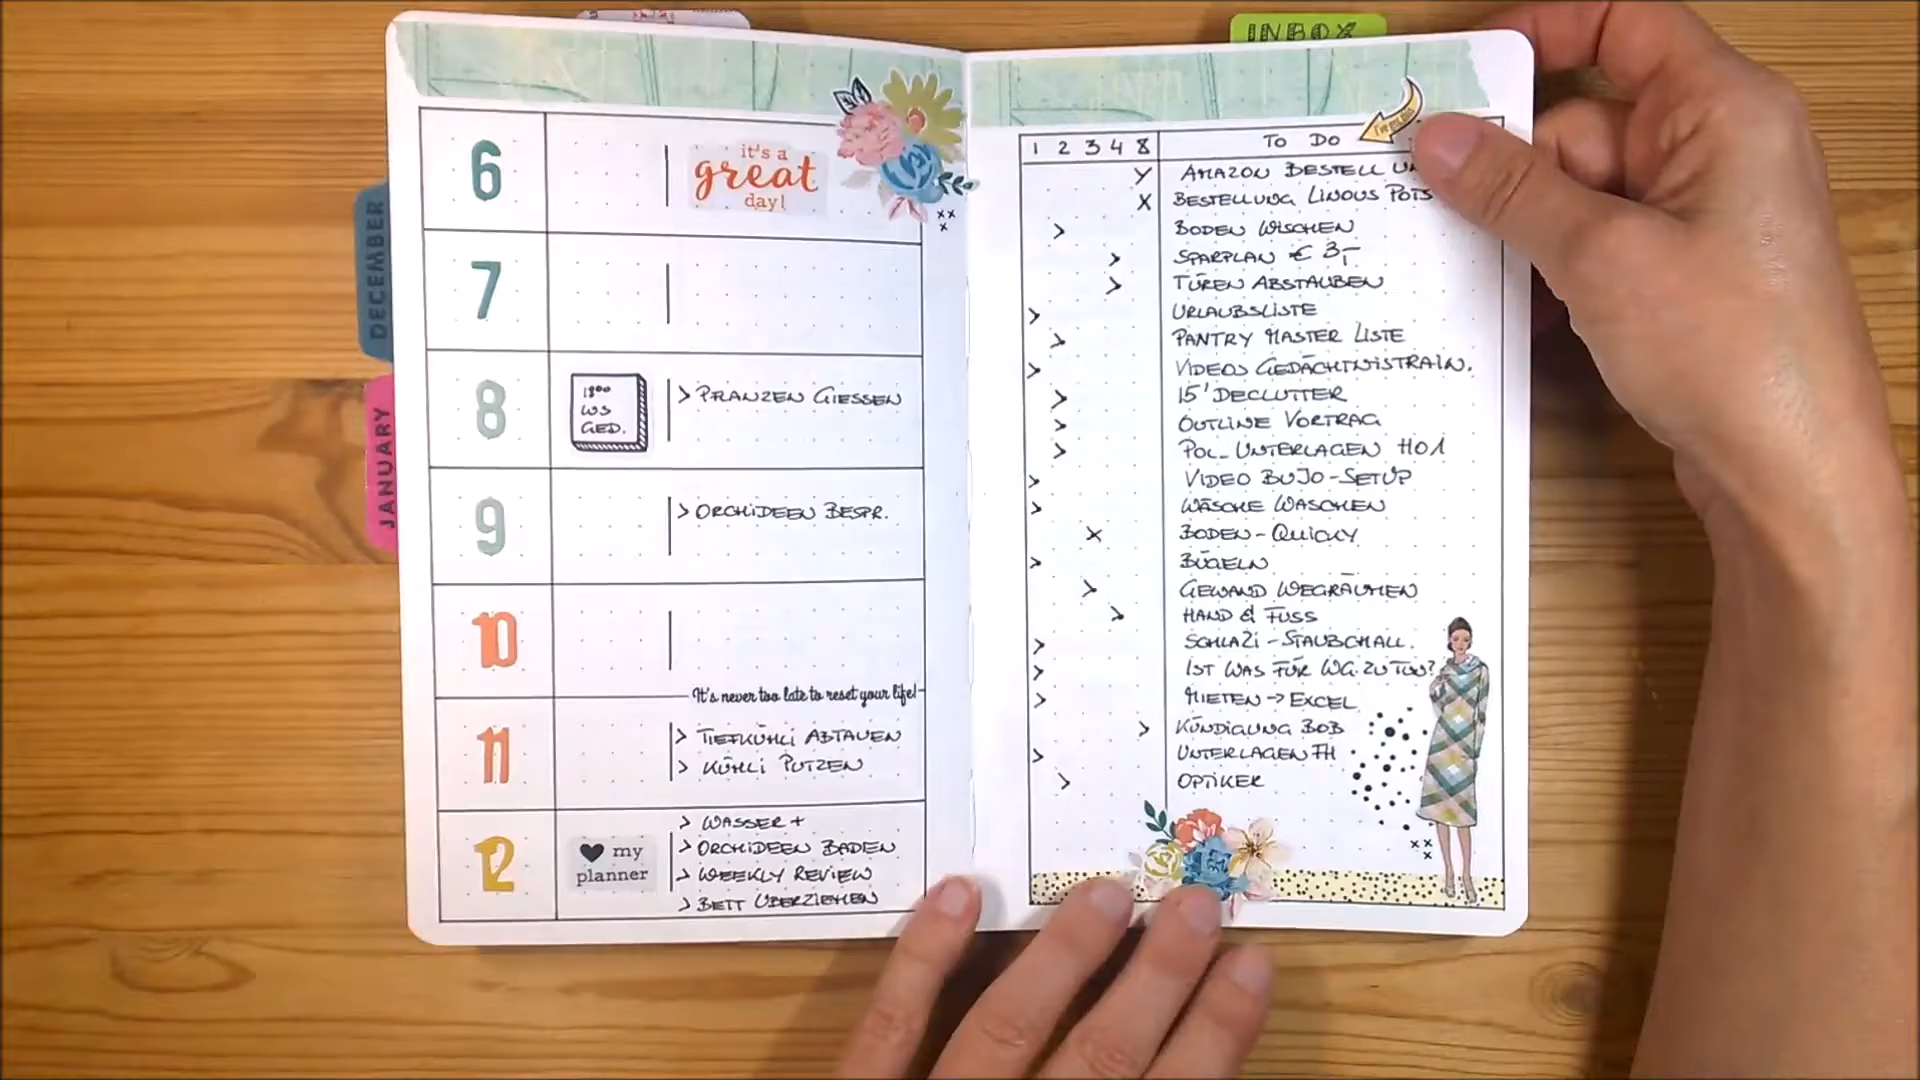 INBOX
DECEMBER
JANUARY
6
it's a
great
day!
7
8
1800
WS
GED.
> PFLANZEN GIESSEN
9
> ORCHIDEEN BESPR.
10
It's never too late to reset your life!
11
> TIEFKÜHLI ABTAUEN
> KÜHLI PUTZEN
12
my
planner
> WASSER +
> ORCHIDEEN BADEN
> WEEKLY REVIEW
> BETT ÜBERZIEHEN
1 2 3 4 8 TO DO
AMAZON BESTELL
X BESTELLUNG LINOUS POTS
> BODEN WISCHEN
> SPARPLAN € 3,-
> TÜREN ABSTAUBEN
> URLAUBSLISTE
> PANTRY MASTER LISTE
> VIDEOS GEDÄCHTNISTRAIN.
> 15' DECLUTTER
> OUTLINE VORTRAG
> POL. UNTERLAGEN HO1
> VIDEO BUJO-SETUP
> WÄSCHE WASCHEN
X BODEN-QUICKY
> BÜGELN
> GEWAND WEGRÄUMEN
> HAND & FUSS
> SCHLAZI-STAUBSCHALL.
> IST WAS FÜR WG. ZU TUN?
> MIETEN → EXCEL
> KÜNDIGUNG BOB
> UNTERLAGEN FH
> OPTIKER